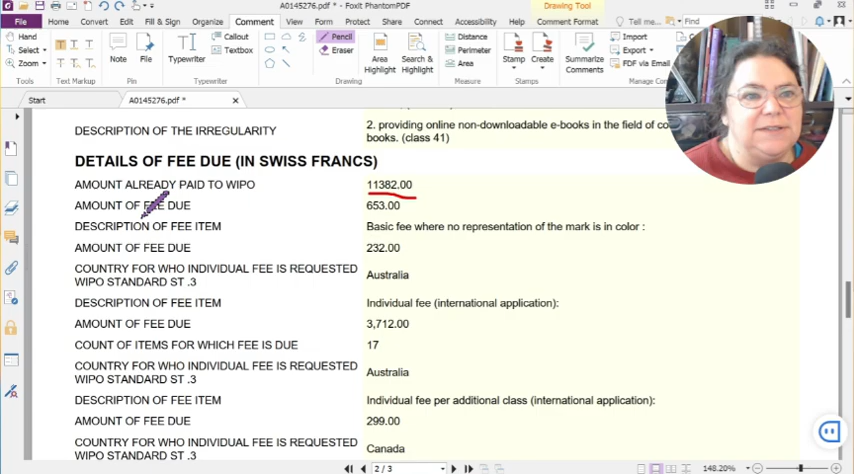 A0145276.pdf * - Foxit PhantomPDF
Drawing Tool
File Home Convert Edit Fill & Sign Organize Comment View Form Protect Share Connect Accessibility Help Comment Format Tell me... Find
Hand
Select
Zoom
Tools
Text Markup
Note File
Pin
Typewriter
Callout
Textbox
Typewriter
Pencil
Eraser
Drawing
Area Highlight
Search & Highlight
Distance
Perimeter
Area
Measure
Stamp Create
Stamps
Summarize Comments
Import
Export
FDF via Email
Manage Com
Start
A0145276.pdf *
DESCRIPTION OF THE IRREGULARITY
2. providing online non-downloadable e-books in the field of co
books. (class 41)
DETAILS OF FEE DUE (IN SWISS FRANCS)
AMOUNT ALREADY PAID TO WIPO 11382.00
AMOUNT OF FEE DUE 653.00
DESCRIPTION OF FEE ITEM Basic fee where no representation of the mark is in color :
AMOUNT OF FEE DUE 232.00
COUNTRY FOR WHO INDIVIDUAL FEE IS REQUESTED
WIPO STANDARD ST .3
Australia
DESCRIPTION OF FEE ITEM Individual fee (international application):
AMOUNT OF FEE DUE 3,712.00
COUNT OF ITEMS FOR WHICH FEE IS DUE 17
COUNTRY FOR WHO INDIVIDUAL FEE IS REQUESTED
WIPO STANDARD ST .3
Australia
DESCRIPTION OF FEE ITEM Individual fee per additional class (international application):
AMOUNT OF FEE DUE 299.00
COUNTRY FOR WHO INDIVIDUAL FEE IS REQUESTED
WIPO STANDARD ST .3
Canada
2 / 3 148.20%